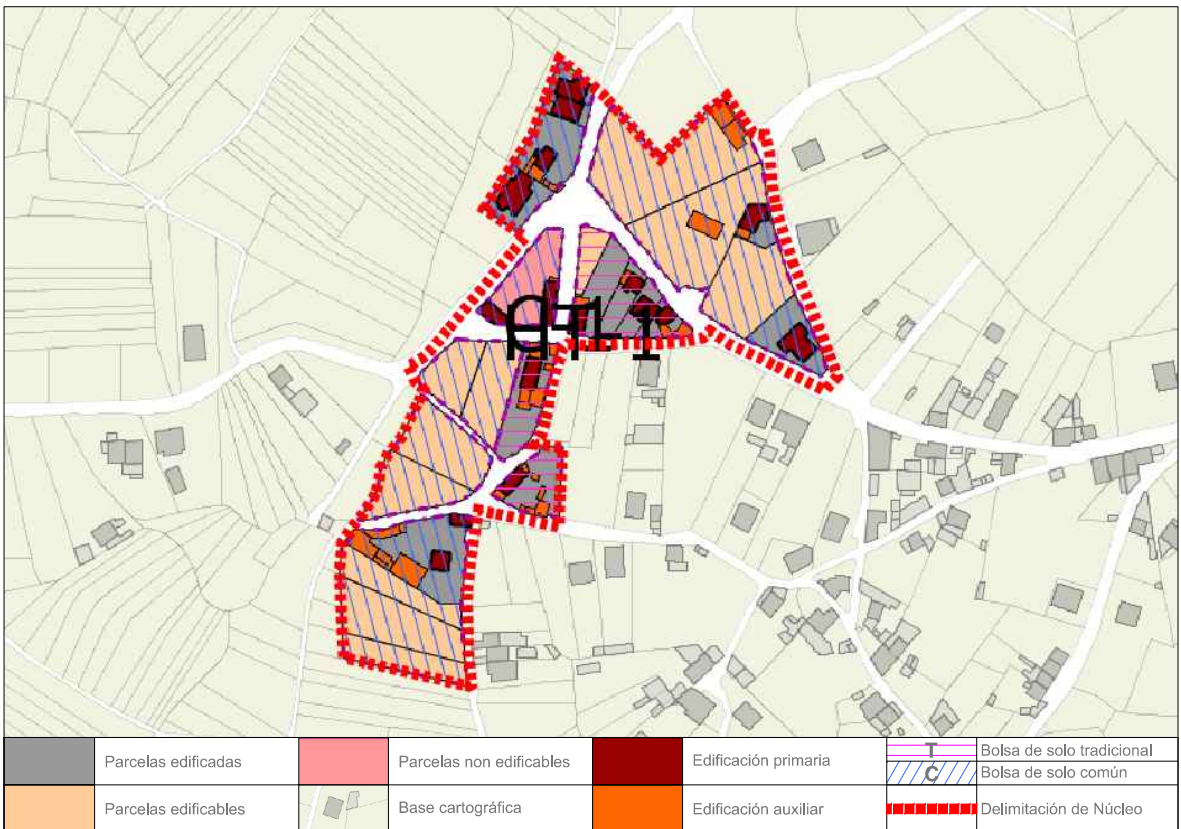 Parcelas edificadas
Parcelas non edificables
Edificación primaria
T
Bolsa de solo tradicional
C
Bolsa de solo común
Parcelas edificables
Base cartográfica
Edificación auxiliar
Delimitación de Núcleo